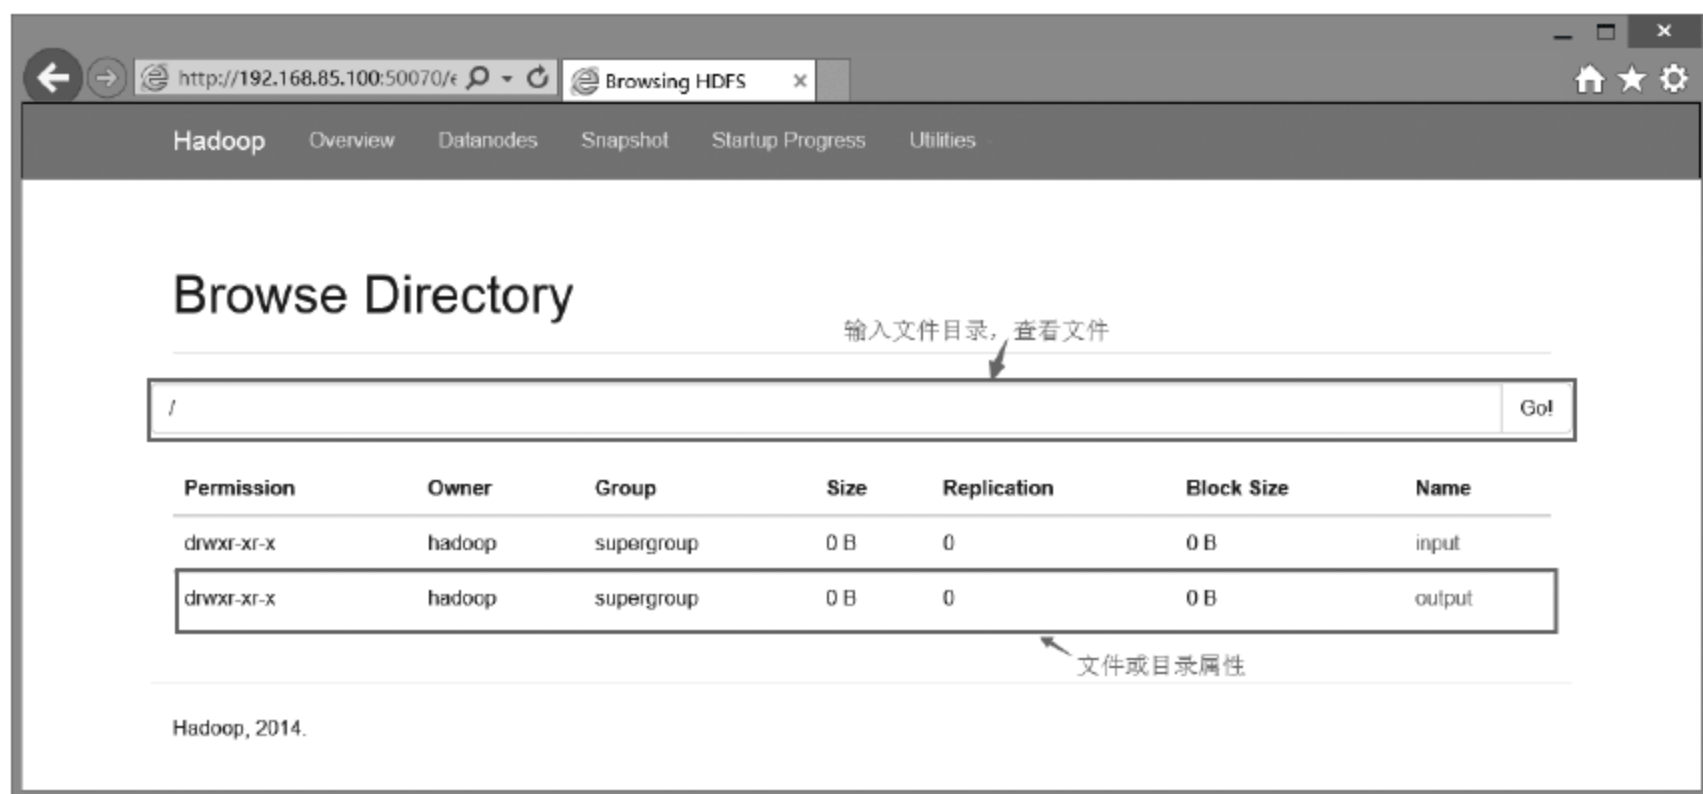 http://192.168.85.100:50070/e
Browsing HDFS
Hadoop Overview Datanodes Snapshot Startup Progress Utilities
Browse Directory
输入文件目录，查看文件
/ Go!
Permission Owner Group Size Replication Block Size Name
drwxr-xr-x hadoop supergroup 0 B 0 0 B input
drwxr-xr-x hadoop supergroup 0 B 0 0 B output
文件或目录属性
Hadoop, 2014.